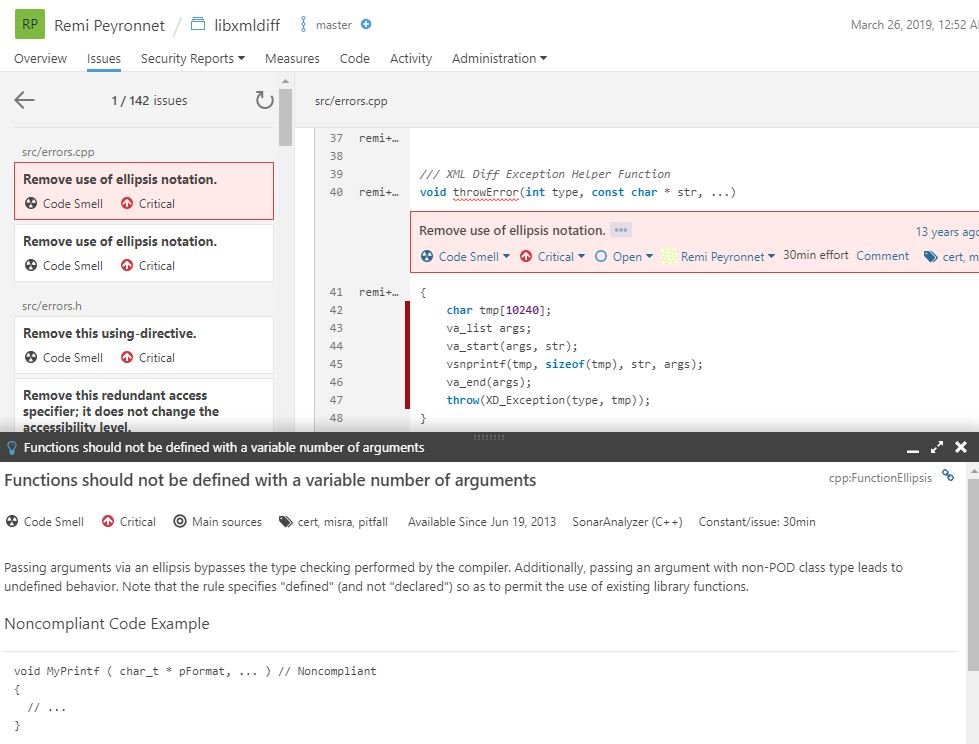 RP Remi Peyronnet / libxmldiff master March 26, 2019, 12:52
Overview Issues Security Reports Measures Code Activity Administration
1 / 142 issues
src/errors.cpp
Remove use of ellipsis notation.
Code Smell Critical
Remove use of ellipsis notation.
Code Smell Critical
src/errors.h
Remove this using-directive.
Code Smell Critical
Remove this redundant access
specifier; it does not change the
accessibility level.
src/errors.cpp
37 remi+...
38
39 /// XML Diff Exception Helper Function
40 remi+... void throwError(int type, const char * str, ...)
Remove use of ellipsis notation. ••• 13 years ago
Code Smell Critical Open Remi Peyronnet 30min effort Comment cert,
41 remi+... {
42 char tmp[10240];
43 va_list args;
44 va_start(args, str);
45 vsnprintf(tmp, sizeof(tmp), str, args);
46 va_end(args);
47 throw(XD_Exception(type, tmp));
48 }
Functions should not be defined with a variable number of arguments
Functions should not be defined with a variable number of arguments cpp:FunctionEllipsis
Code Smell Critical Main sources cert, misra, pitfall Available Since Jun 19, 2013 SonarAnalyzer (C++) Constant/issue: 30min
Passing arguments via an ellipsis bypasses the type checking performed by the compiler. Additionally, passing an argument with non-POD class type leads to
undefined behavior. Note that the rule specifies "defined" (and not "declared") so as to permit the use of existing library functions.
Noncompliant Code Example
void MyPrintf ( char_t * pFormat, ... ) // Noncompliant
{
// ...
}